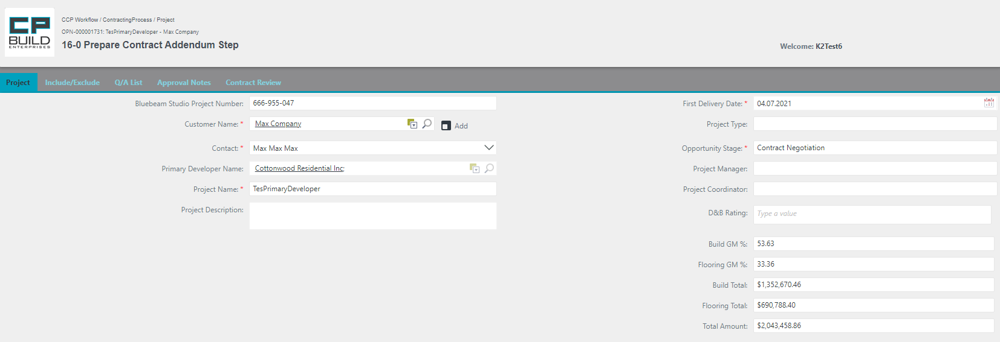 CP
BUILD
ENTERPRISES
CCP Workflow / ContractingProcess / Project
OPN-000001731: TesPrimaryDeveloper - Max Company
16-0 Prepare Contract Addendum Step
Welcome: K2Test6
Project Include/Exclude Q/A List Approval Notes Contract Review
Bluebeam Studio Project Number: 666-955-047
Customer Name: * Max Company Add
Contact: * Max Max Max
Primary Developer Name: Cottonwood Residential Inc;
Project Name: * TesPrimaryDeveloper
Project Description:
First Delivery Date: * 04.07.2021
Project Type:
Opportunity Stage: * Contract Negotiation
Project Manager:
Project Coordinator:
D&B Rating: Type a value
Build GM %: 53.63
Flooring GM %: 33.36
Build Total: $1,352,670.46
Flooring Total: $690,788.40
Total Amount: $2,043,458.86